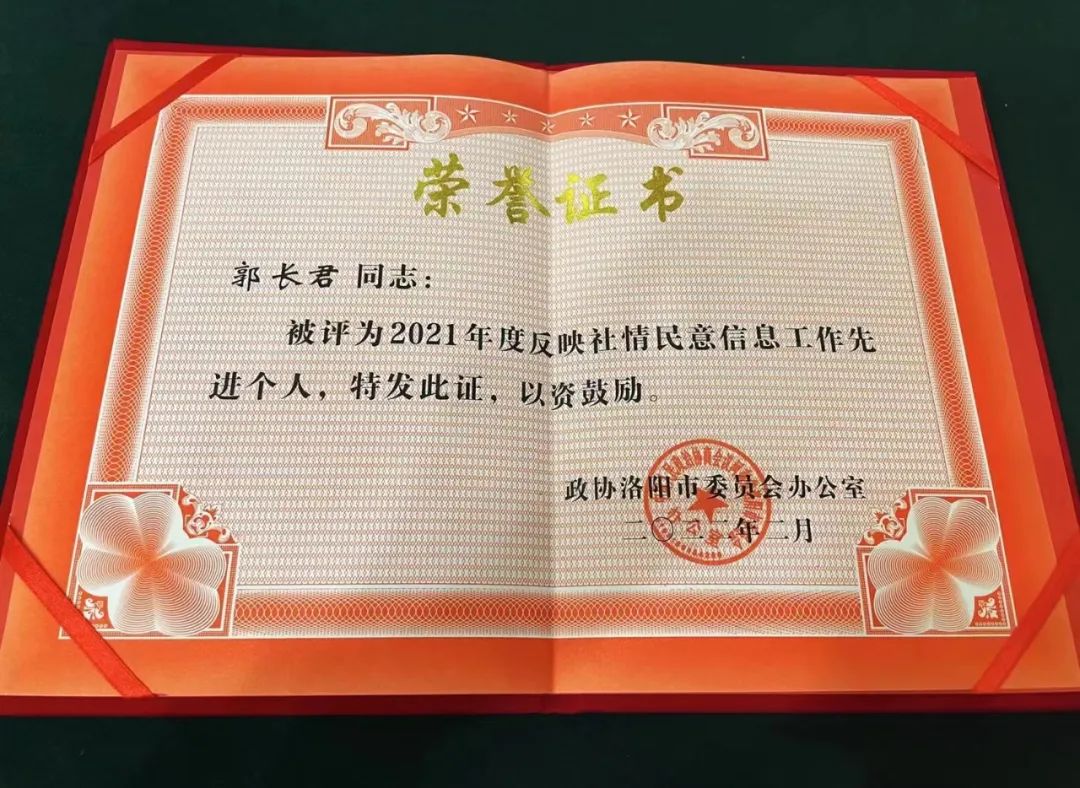 荣誉证书
郭长君 同志：
被评为2021年度反映社情民意信息工作先
进个人，特发此证，以资鼓励。
政协洛阳市委员会办公室
二〇二二年二月